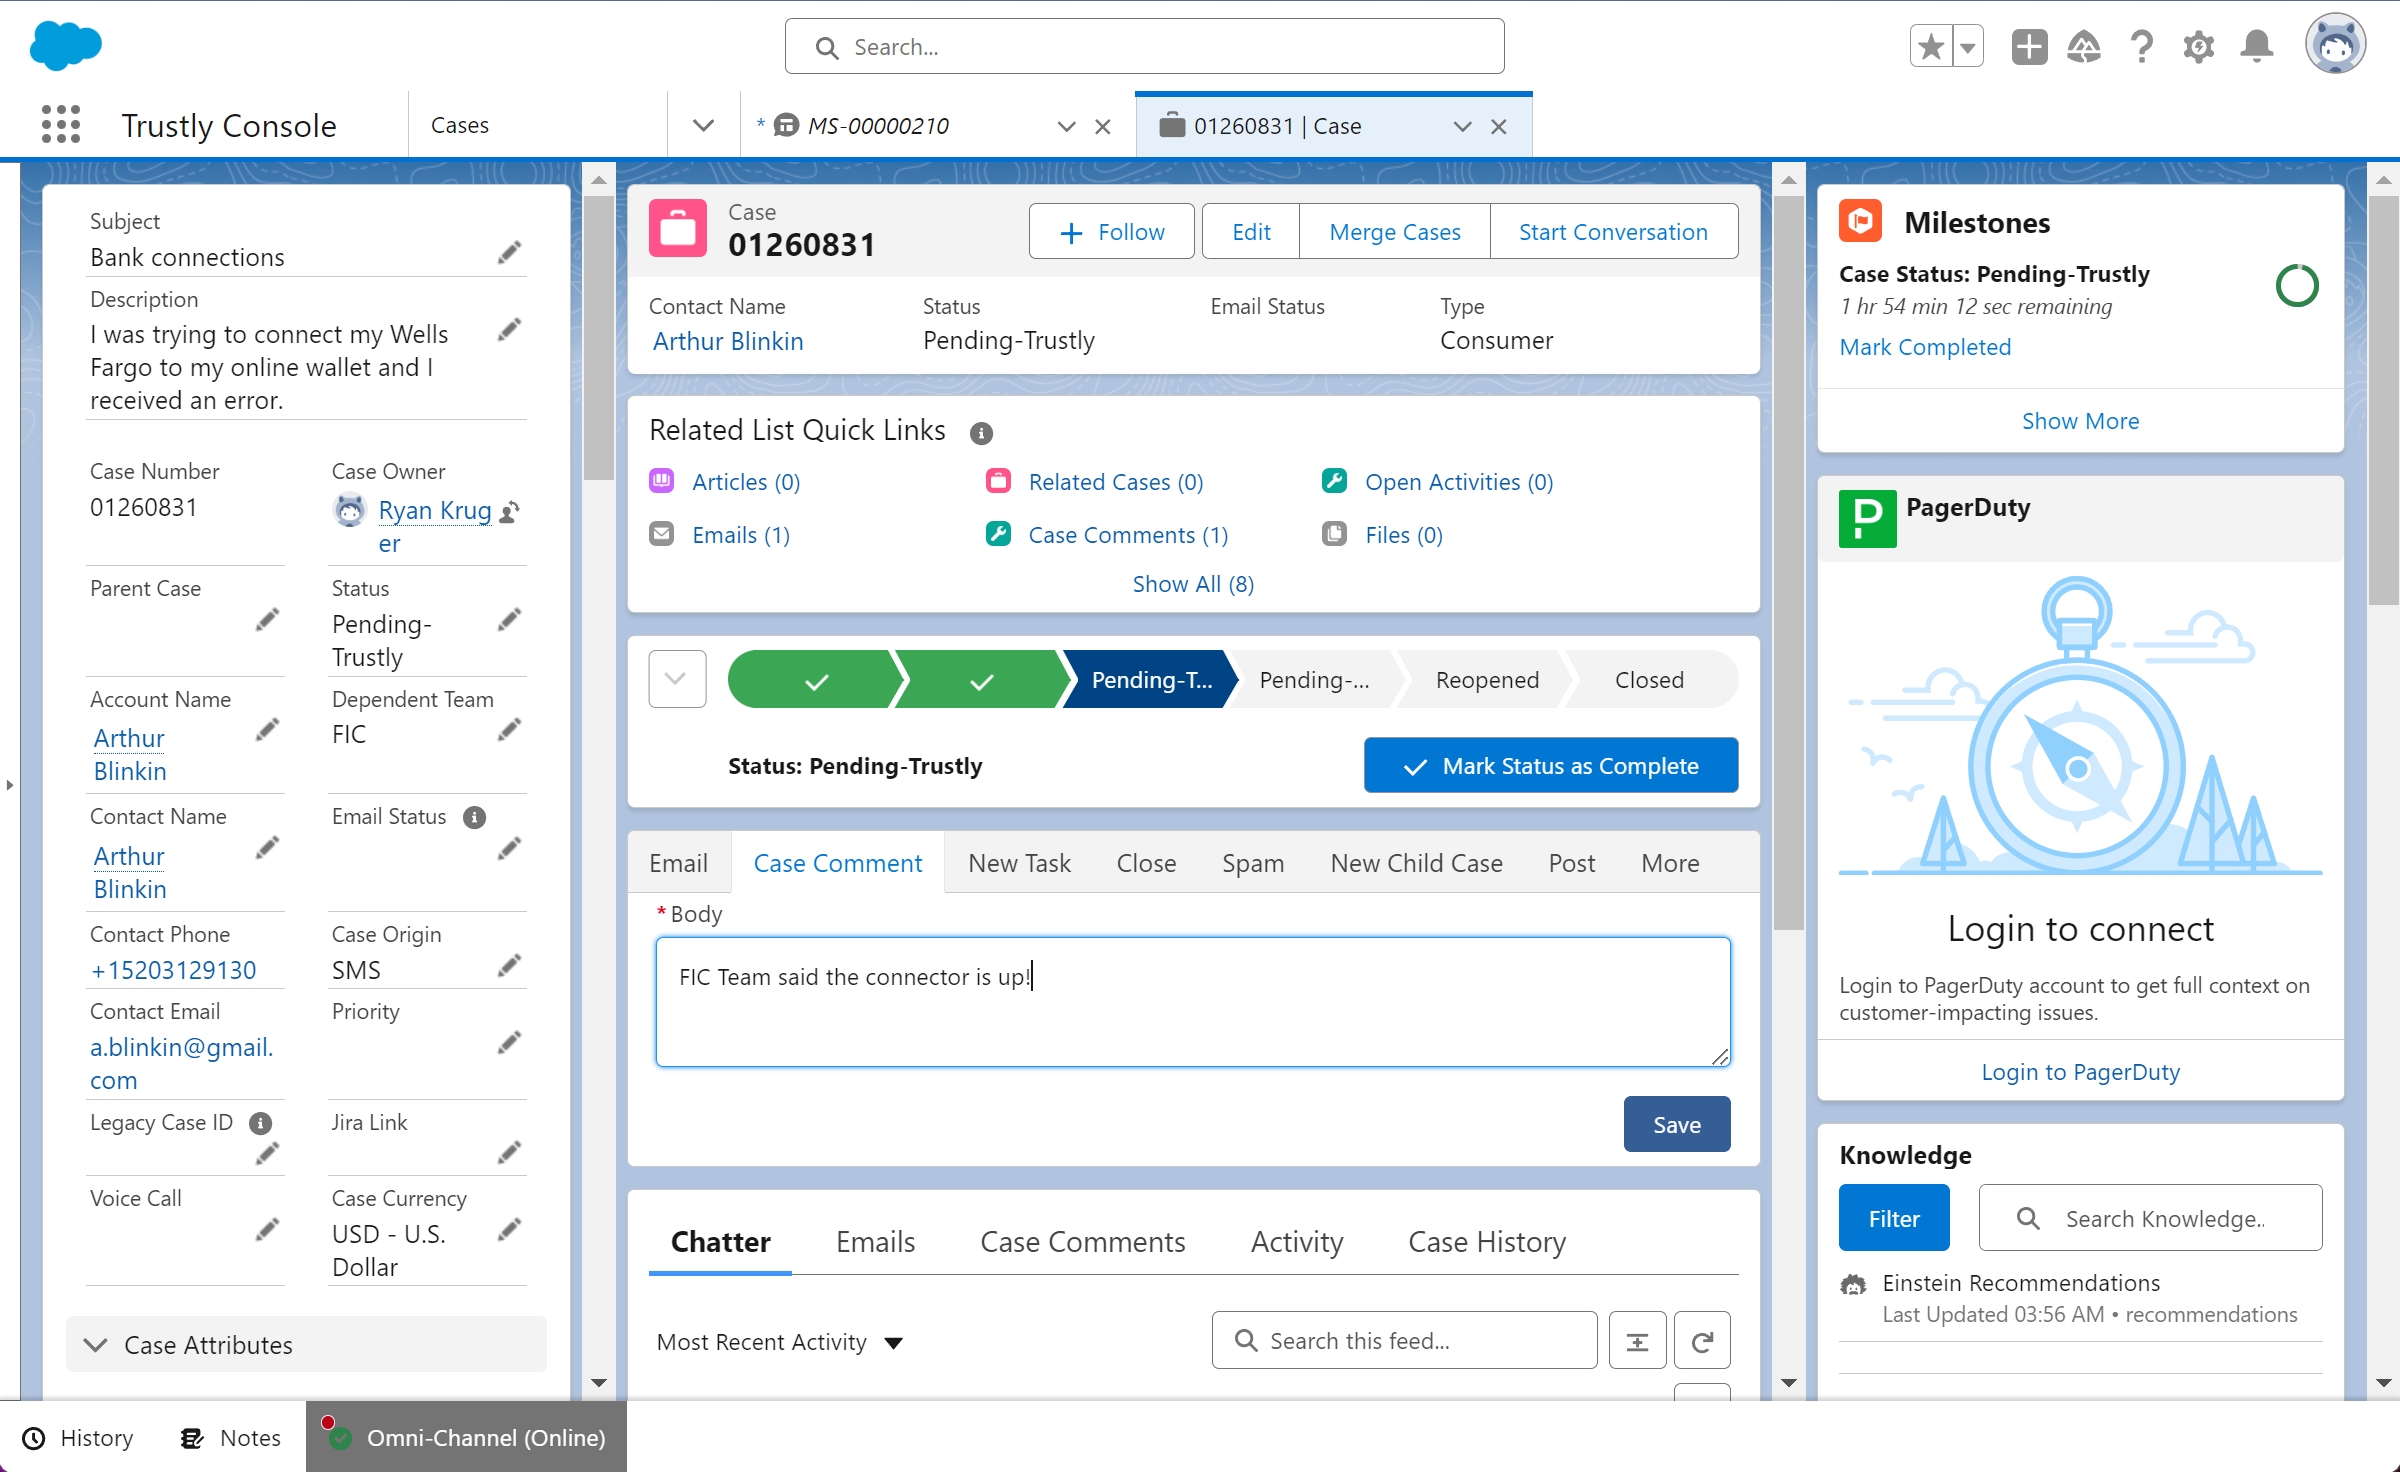 Search...
Trustly Console
Cases
* MS-00000210
01260831 | Case
Subject
Bank connections
Description
I was trying to connect my Wells
Fargo to my online wallet and I
received an error.
Case Number
01260831
Case Owner
Ryan Krug
er
Parent Case
Status
Pending-
Trustly
Account Name
Arthur
Blinkin
Dependent Team
FIC
Contact Name
Arthur
Blinkin
Email Status
Contact Phone
+15203129130
Case Origin
SMS
Contact Email
a.blinkin@gmail.
com
Priority
Legacy Case ID
Jira Link
Voice Call
Case Currency
USD - U.S.
Dollar
Case Attributes
Case
01260831
Follow
Edit
Merge Cases
Start Conversation
Contact Name
Arthur Blinkin
Status
Pending-Trustly
Email Status
Type
Consumer
Related List Quick Links
Articles (0)
Related Cases (0)
Open Activities (0)
Emails (1)
Case Comments (1)
Files (0)
Show All (8)
Pending-T...
Pending-...
Reopened
Closed
Status: Pending-Trustly
Mark Status as Complete
Email
Case Comment
New Task
Close
Spam
New Child Case
Post
More
* Body
FIC Team said the connector is up!
Save
Chatter
Emails
Case Comments
Activity
Case History
Most Recent Activity
Search this feed...
Milestones
Case Status: Pending-Trustly
1 hr 54 min 12 sec remaining
Mark Completed
Show More
PagerDuty
Login to connect
Login to PagerDuty account to get full context on
customer-impacting issues.
Login to PagerDuty
Knowledge
Filter
Search Knowledge..
Einstein Recommendations
Last Updated 03:56 AM • recommendations
History
Notes
Omni-Channel (Online)